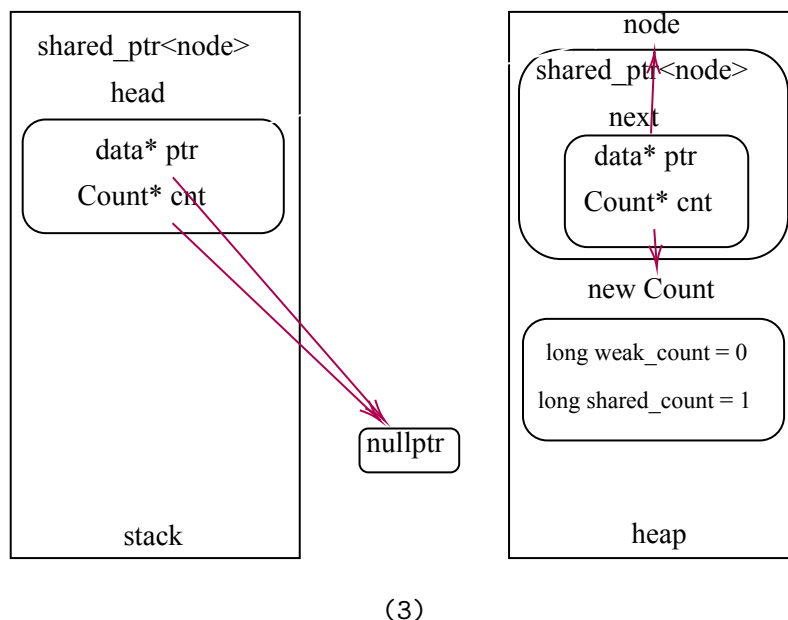 shared_ptr<node>
head
data* ptr
Count* cnt
stack
nullptr
node
shared_ptr<node>
next
data* ptr
Count* cnt
new Count
long weak_count = 0
long shared_count = 1
heap
(3)